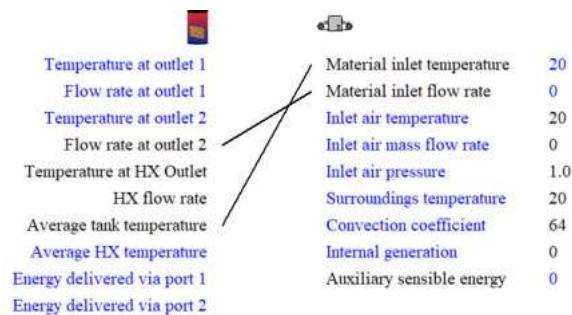 Temperature at outlet 1
Flow rate at outlet 1
Temperature at outlet 2
Flow rate at outlet 2
Temperature at HX Outlet
HX flow rate
Average tank temperature
Average HX temperature
Energy delivered via port 1
Energy delivered via port 2
Material inlet temperature 20
Material inlet flow rate 0
Inlet air temperature 20
Inlet air mass flow rate 0
Inlet air pressure 1.0
Surroundings temperature 20
Convection coefficient 64
Internal generation 0
Auxiliary sensible energy 0